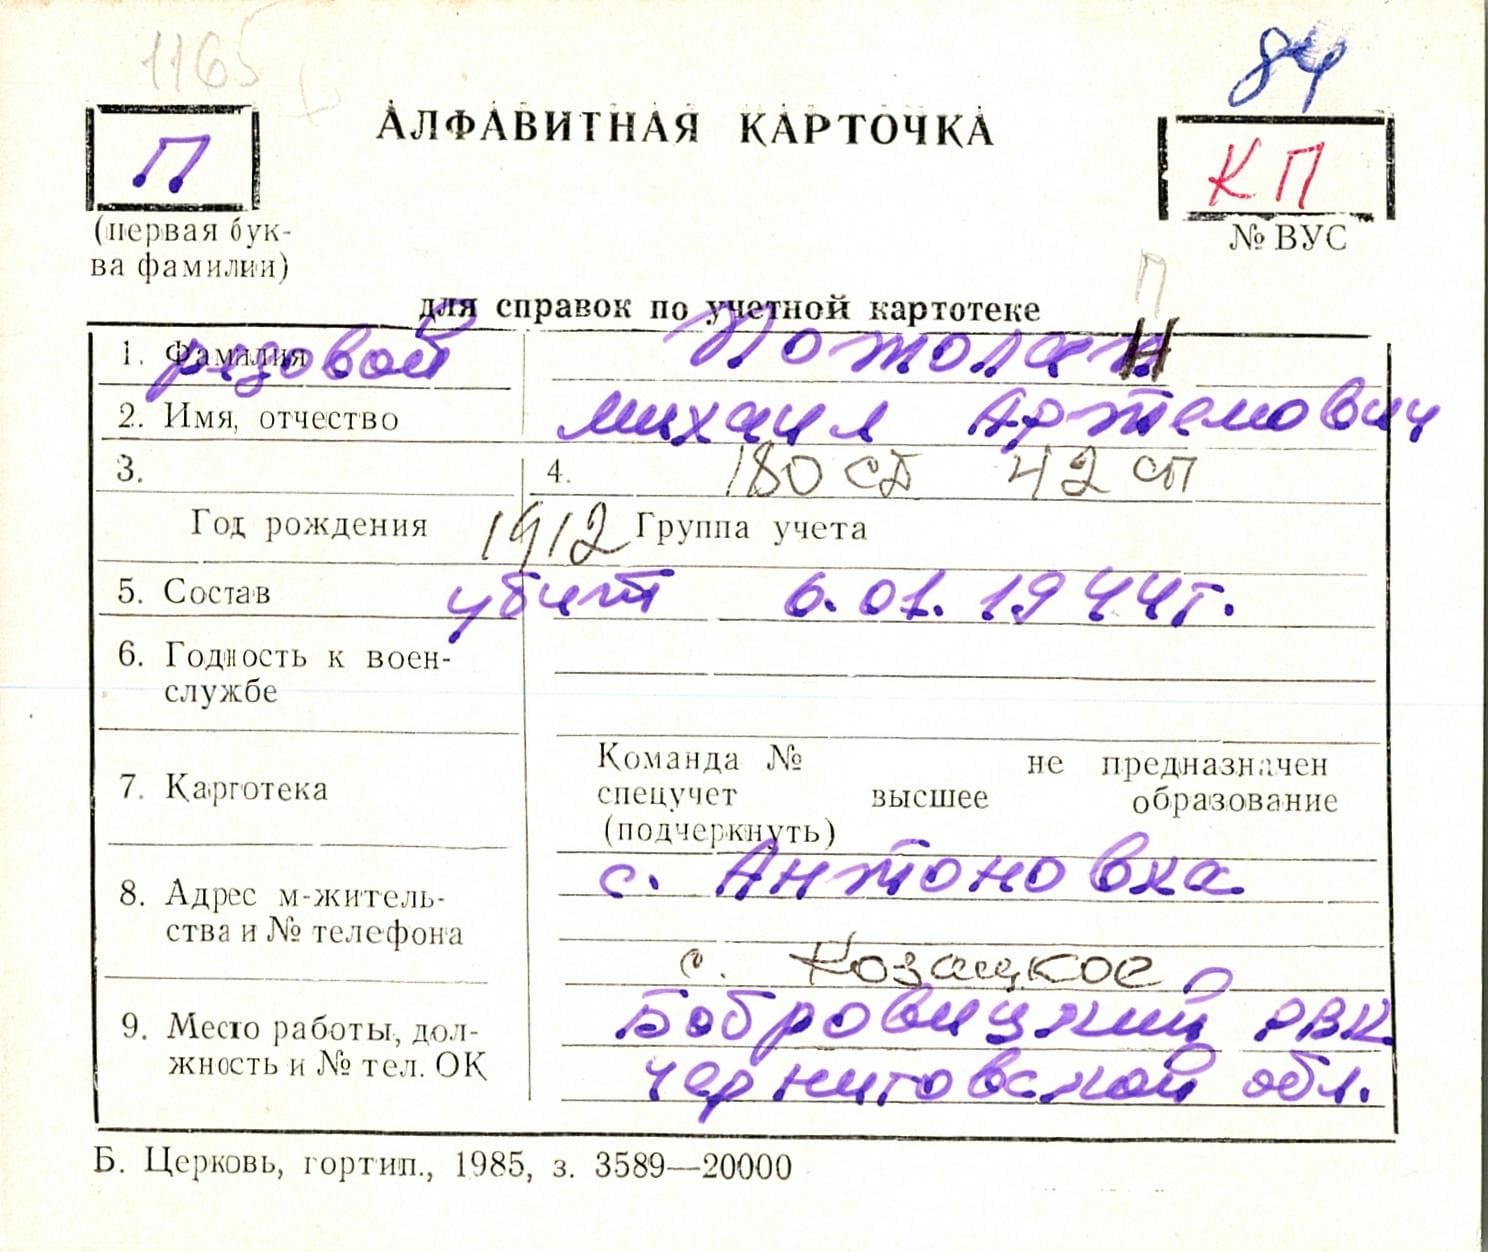 1165
84
П
АЛФАВИТНАЯ КАРТОЧКА
КП
(первая бук-
ва фамилии)
№ ВУС
П
для справок по учетной картотеке
1. Фамилия
рядовой
2. Имя, отчество
Михаил Артемович
3.
4. 180 сд 42 сп
Год рождения 1912 Группа учета
5. Состав убит 6.01.1944г.
6. Годность к воен-
службе
Команда № не предназначен
7. Картотека
спецучет высшее образование
(подчеркнуть)
с. Антоновка
8. Адрес м-житель-
ства и № телефона
с. Козацкое
9. Место работы, дол-
жность и № тел. ОК
Бобровицкий РВК
Черниговской обл.
Б. Церковь, гортип., 1985, з. 3589—20000